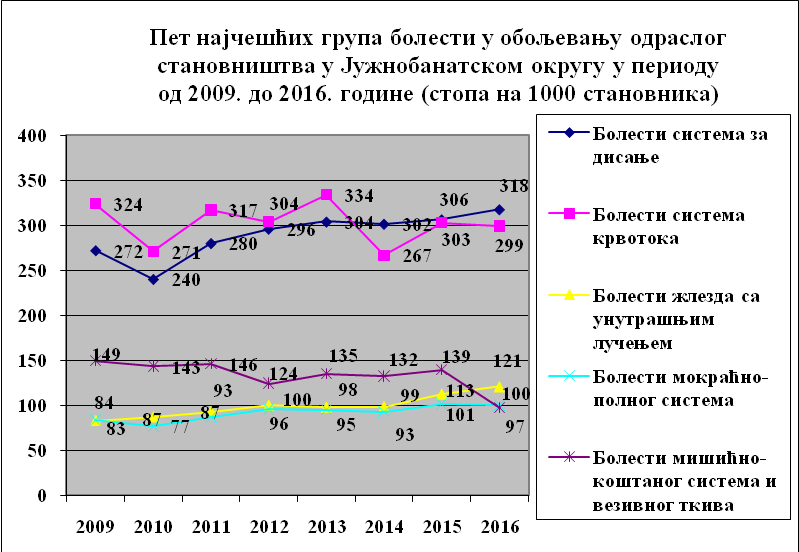 Пет најчешћих група болести у обољевању одраслог
становништва у Јужнобанатском округу у периоду
од 2009. до 2016. године (стопа на 1000 становника)
400
350
300
250
200
150
100
50
0
324 271 317 304 334 267 303 299
272 240 280 296 304 302 306 318
149 143 146 124 135 132 139 97
83 87 93 100 98 99 113 121
84 77 87 96 95 93 101 100
2009 2010 2011 2012 2013 2014 2015 2016
Болести система за
дисање
Болести система
крвотока
Болести жлезда са
унутрашњим
лучењем
Болести мокраћно-
полног система
Болести мишићно-
коштаног система и
везивног ткива